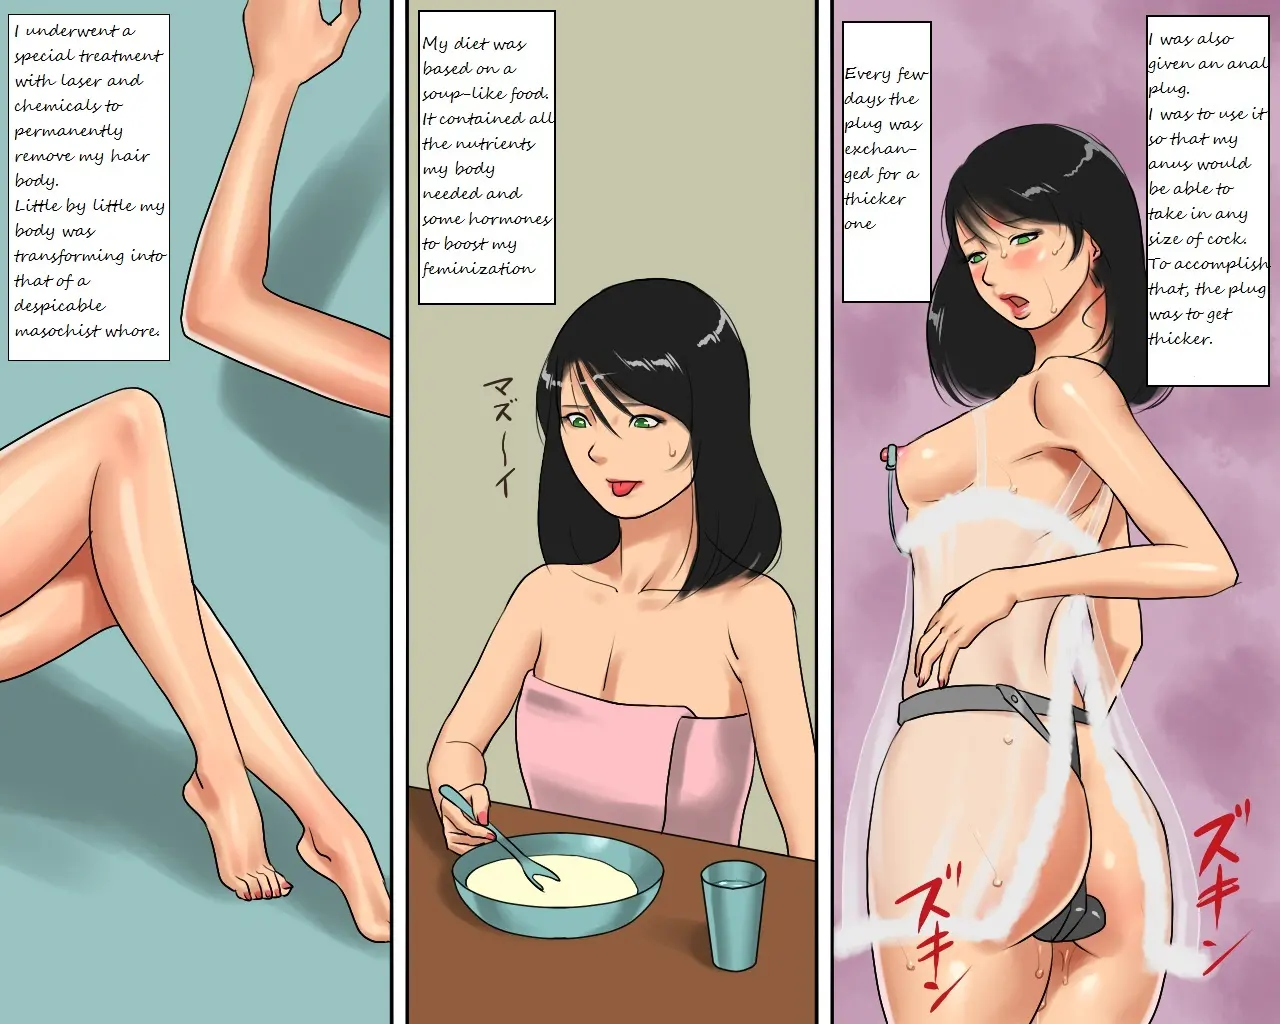 I underwent a
special treatment
with laser and
chemicals to
permanently
remove my hair
body.
Little by little my
body was
transforming into
that of a
despicable
masochist whore.
My diet was
based on a
soup-like food.
It contained all
the nutrients
my body
needed and
some hormones
to boost my
feminization
マズ～イ
I was also
given an anal
plug.
I was to use it
so that my
anus would
be able to
take in any
size of cock.
To accomplish
that, the plug
was to get
thicker.
Every few
days the
plug was
exchan-
ged for a
thicker
one
ズキン
ズキン